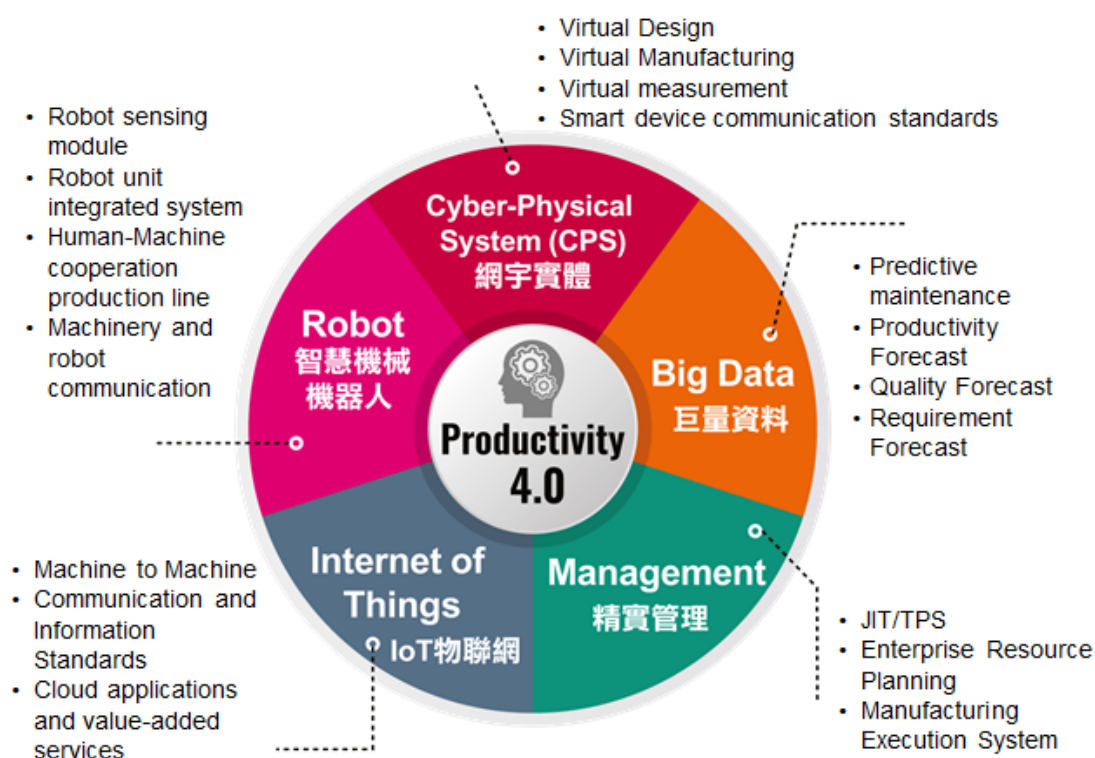 • Virtual Design
• Virtual Manufacturing
• Virtual measurement
• Smart device communication standards
• Robot sensing
module
• Robot unit
integrated system
• Human-Machine
cooperation
production line
• Machinery and
robot
communication
Cyber-Physical
System (CPS)
網宇實體
• Predictive
maintenance
• Productivity
Forecast
• Quality Forecast
• Requirement
Forecast
Robot
智慧機械
機器人
Big Data
巨量資料
Productivity
4.0
Internet of
Things
IoT物聯網
Management
精實管理
• Machine to Machine
• Communication and
Information
Standards
• Cloud applications
and value-added
services
• JIT/TPS
• Enterprise Resource
Planning
• Manufacturing
Execution System